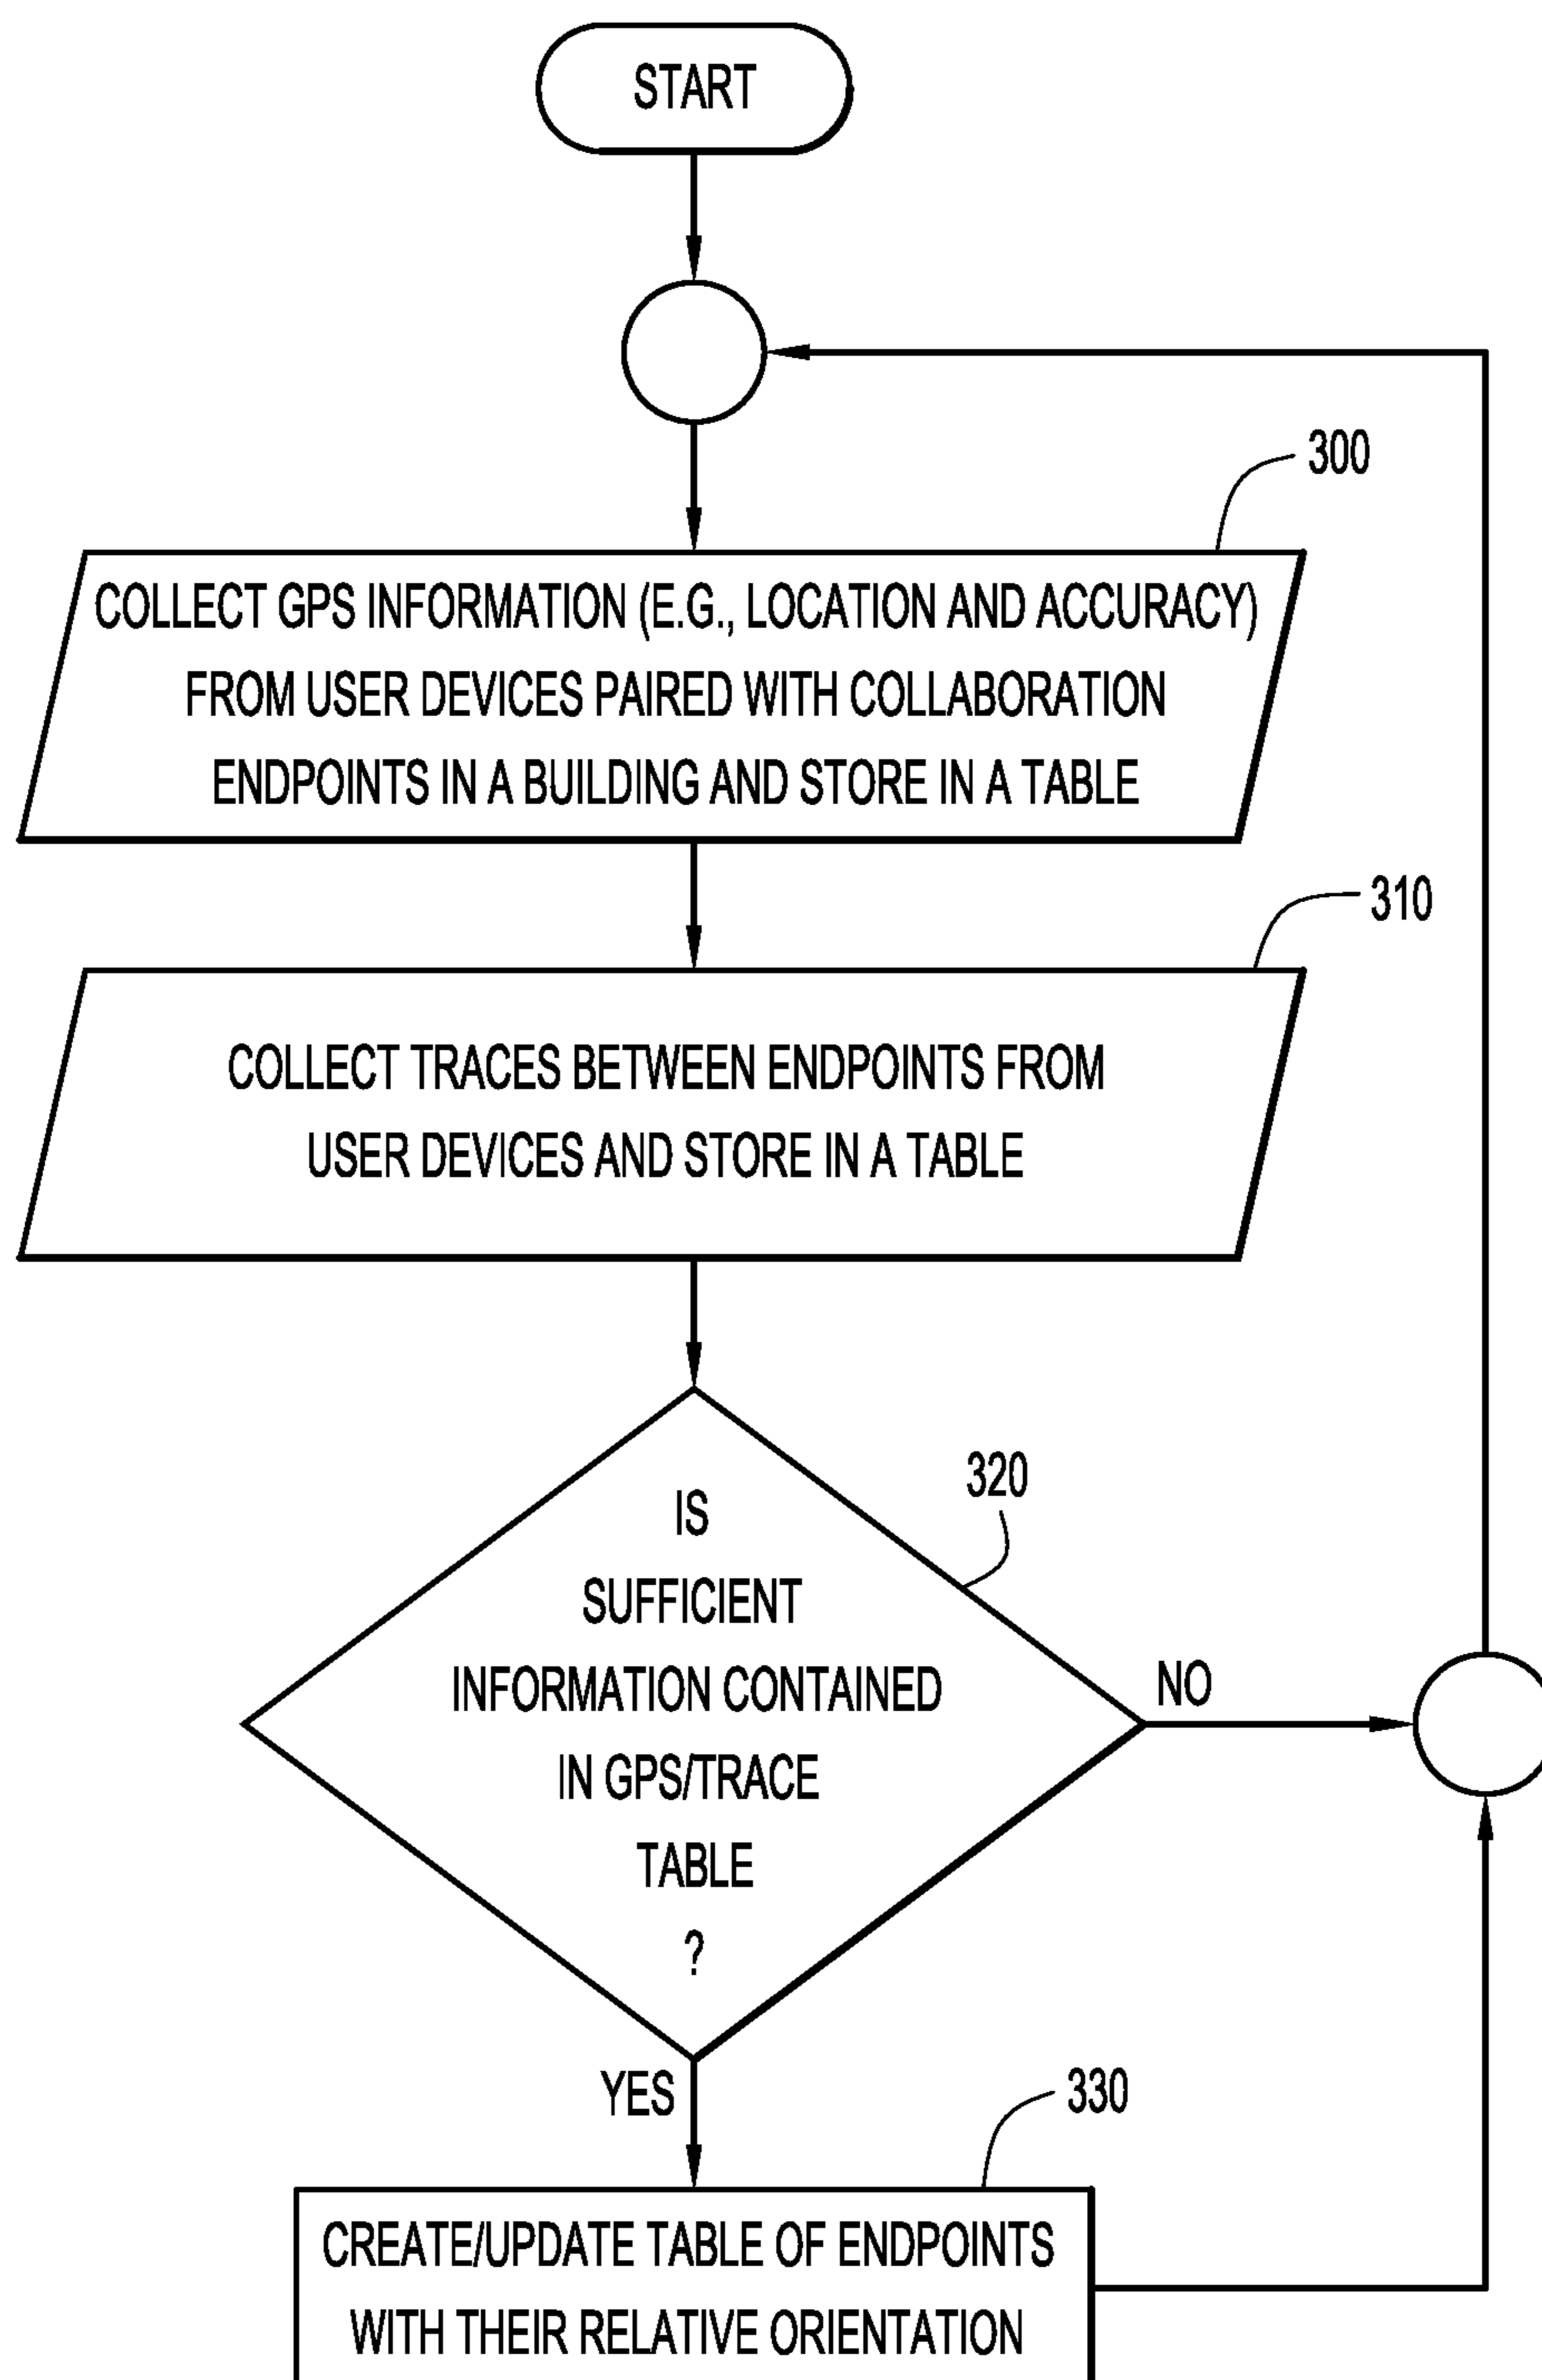 START
300
COLLECT GPS INFORMATION (E.G., LOCATION AND ACCURACY)
FROM USER DEVICES PAIRED WITH COLLABORATION
ENDPOINTS IN A BUILDING AND STORE IN A TABLE
310
COLLECT TRACES BETWEEN ENDPOINTS FROM
USER DEVICES AND STORE IN A TABLE
320
IS
SUFFICIENT
INFORMATION CONTAINED
IN GPS/TRACE
TABLE
?
NO
YES
330
CREATE/UPDATE TABLE OF ENDPOINTS
WITH THEIR RELATIVE ORIENTATION